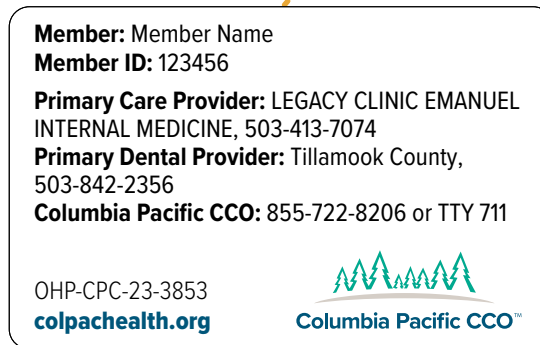 Member: Member Name
Member ID: 123456
Primary Care Provider: LEGACY CLINIC EMANUEL
INTERNAL MEDICINE, 503-413-7074
Primary Dental Provider: Tillamook County,
503-842-2356
Columbia Pacific CCO: 855-722-8206 or TTY 711
OHP-CPC-23-3853
colpachealth.org
Columbia Pacific CCO™